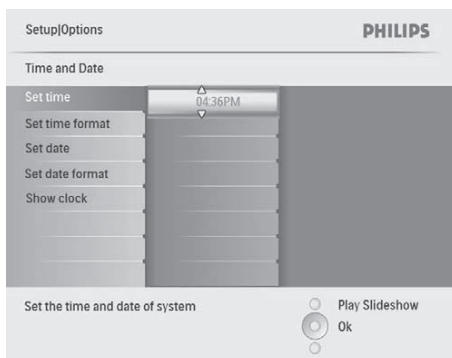 Setup|Options
PHILIPS
Time and Date
Set time
04:36PM
Set time format
Set date
Set date format
Show clock
Set the time and date of system
Play Slideshow
Ok